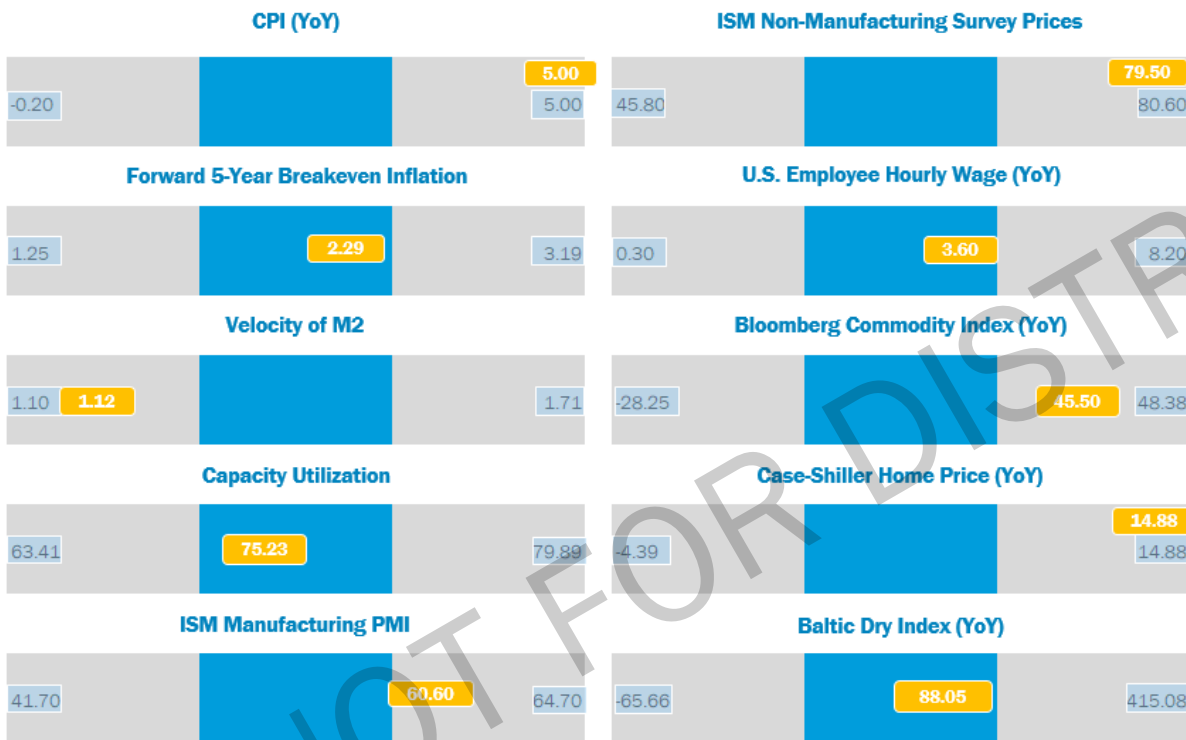 CPI (YoY)
5.00
-0.20
5.00
ISM Non-Manufacturing Survey Prices
79.50
45.80
80.60
Forward 5-Year Breakeven Inflation
1.25
2.29
3.19
U.S. Employee Hourly Wage (YoY)
0.30
3.60
8.20
Velocity of M2
1.10
1.12
1.71
Bloomberg Commodity Index (YoY)
-28.25
45.50
48.38
Capacity Utilization
63.41
75.23
79.89
Case-Shiller Home Price (YoY)
14.88
-4.39
14.88
ISM Manufacturing PMI
41.70
60.60
64.70
Baltic Dry Index (YoY)
-65.66
88.05
415.08
NOT FOR DISTR